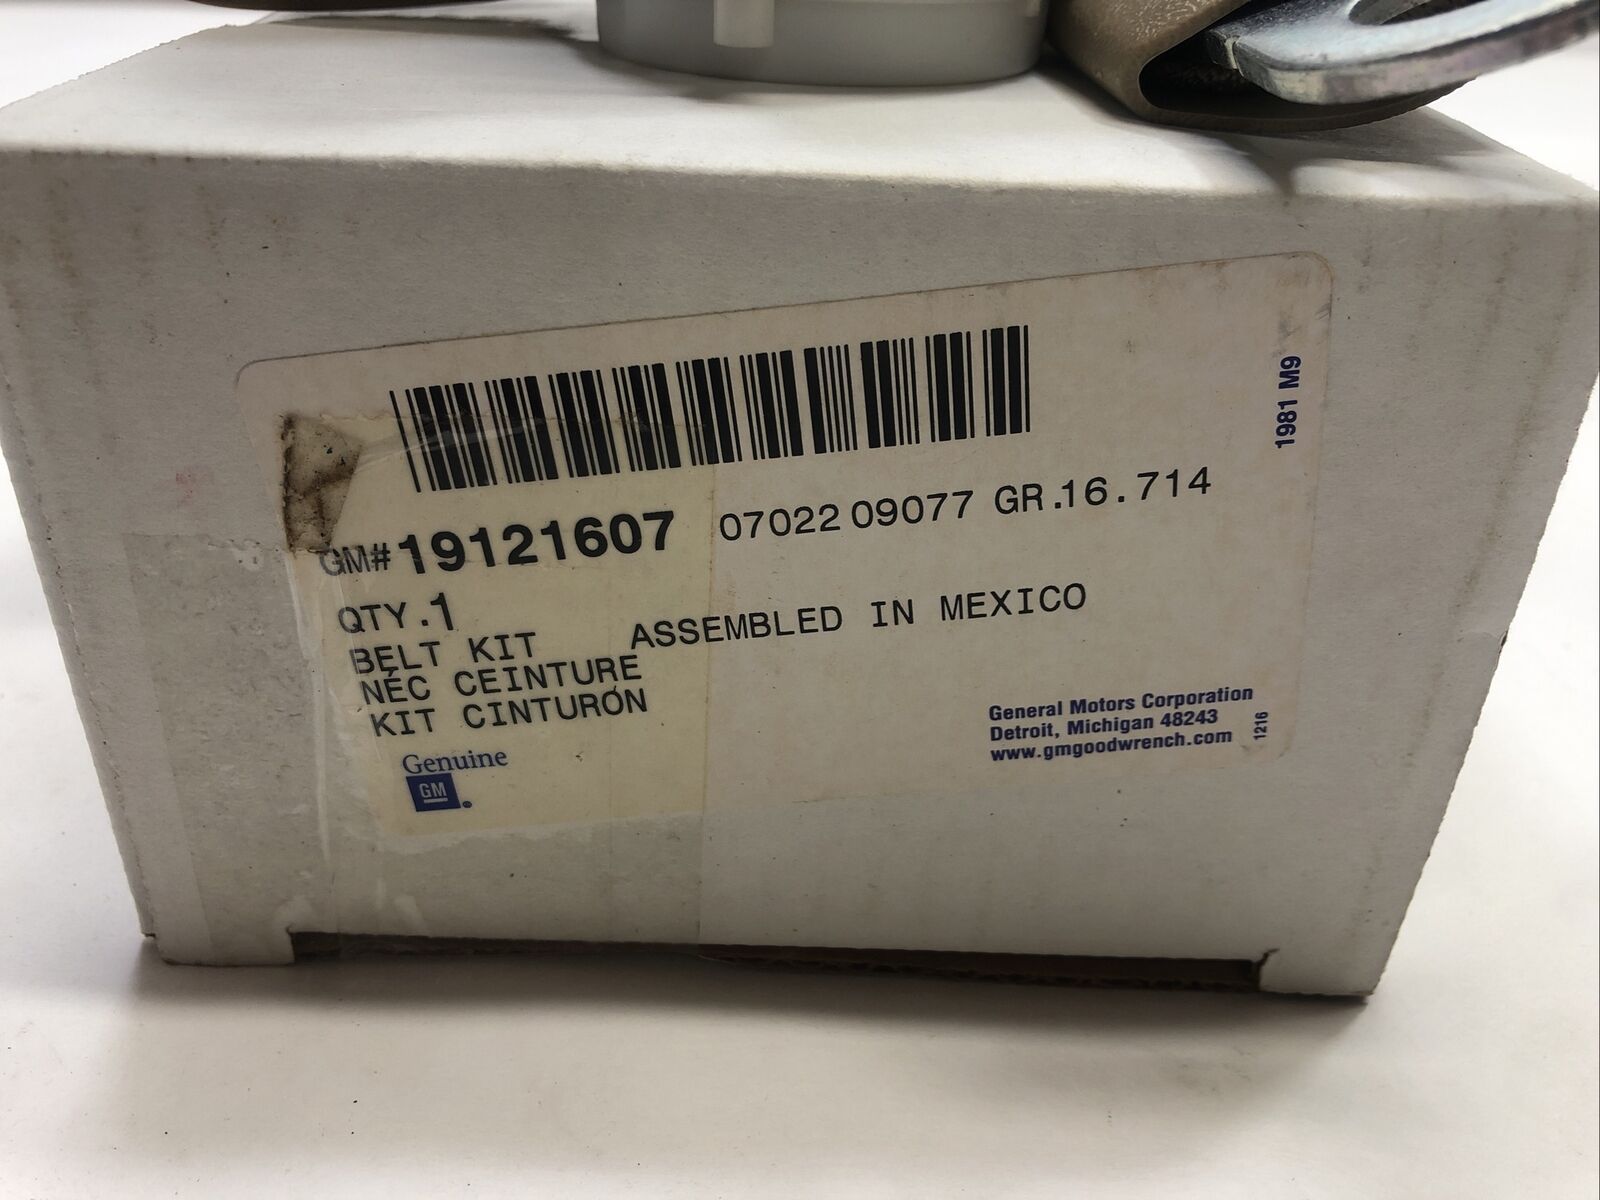 1981 M9
GM#19121607 07022 09077 GR.16.714
QTY.1
BELT KIT ASSEMBLED IN MEXICO
NÉC CEINTURE
KIT CINTURÓN
Genuine
GM
General Motors Corporation
Detroit, Michigan 48243
www.gmgoodwrench.com
1216